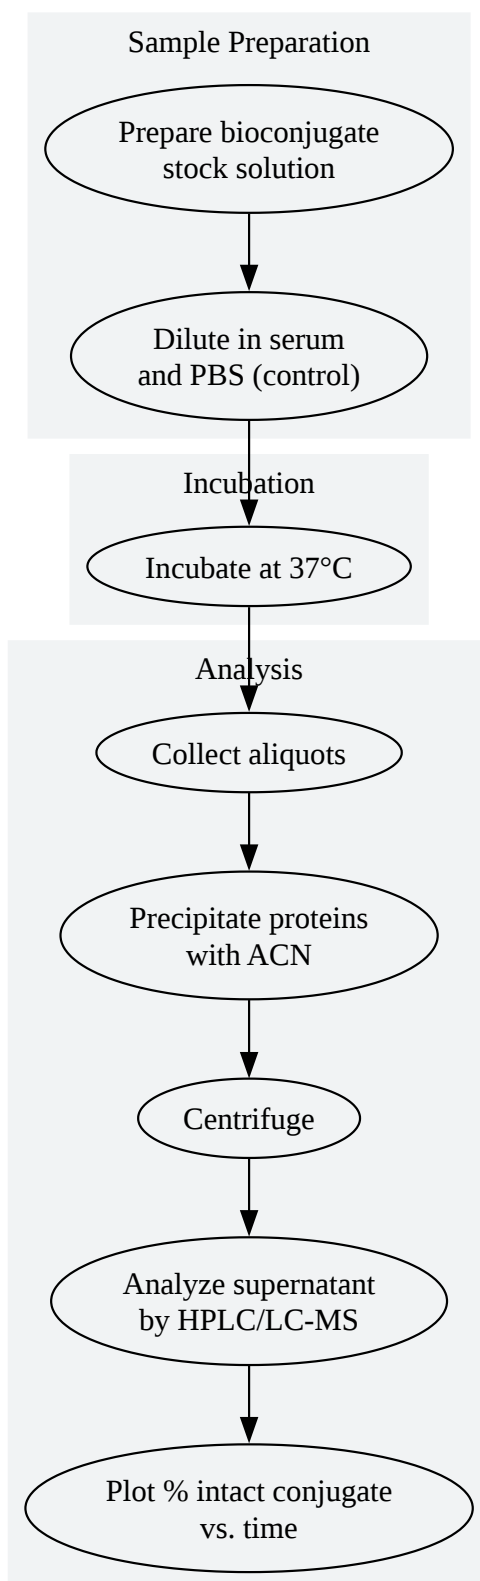 Sample Preparation
Prepare bioconjugate
stock solution
Dilute in serum
and PBS (control)
Incubation
Incubate at 37°C
Analysis
Collect aliquots
Precipitate proteins
with ACN
Centrifuge
Analyze supernatant
by HPLC/LC-MS
Plot % intact conjugate
vs. time